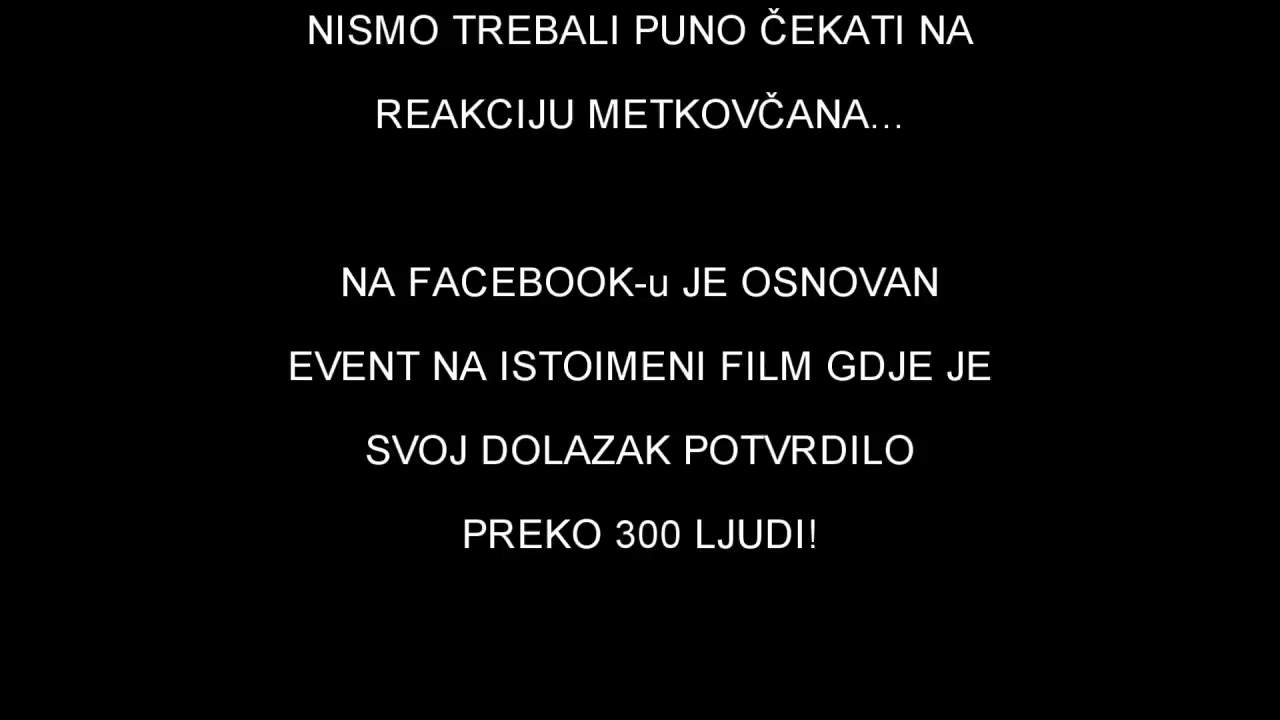 NISMO TREBALI PUNO ČEKATI NA
REAKCIJU METKOVČANA...
NA FACEBOOK-u JE OSNOVAN
EVENT NA ISTOIMENI FILM GDJE JE
SVOJ DOLAZAK POTVRDILO
PREKO 300 LJUDI!